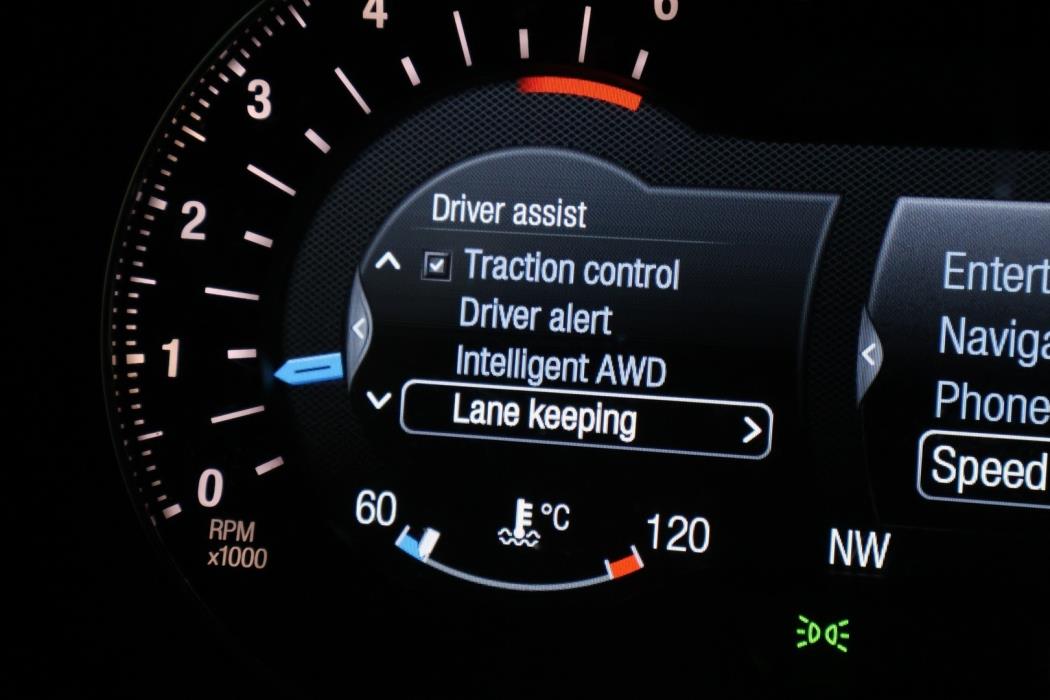 4
6
3
2
1
0
RPM
x1000
Driver assist
Traction control
Driver alert
Intelligent AWD
Lane keeping
60
°C
120
NW
Entert
Naviga
Phone
Speed